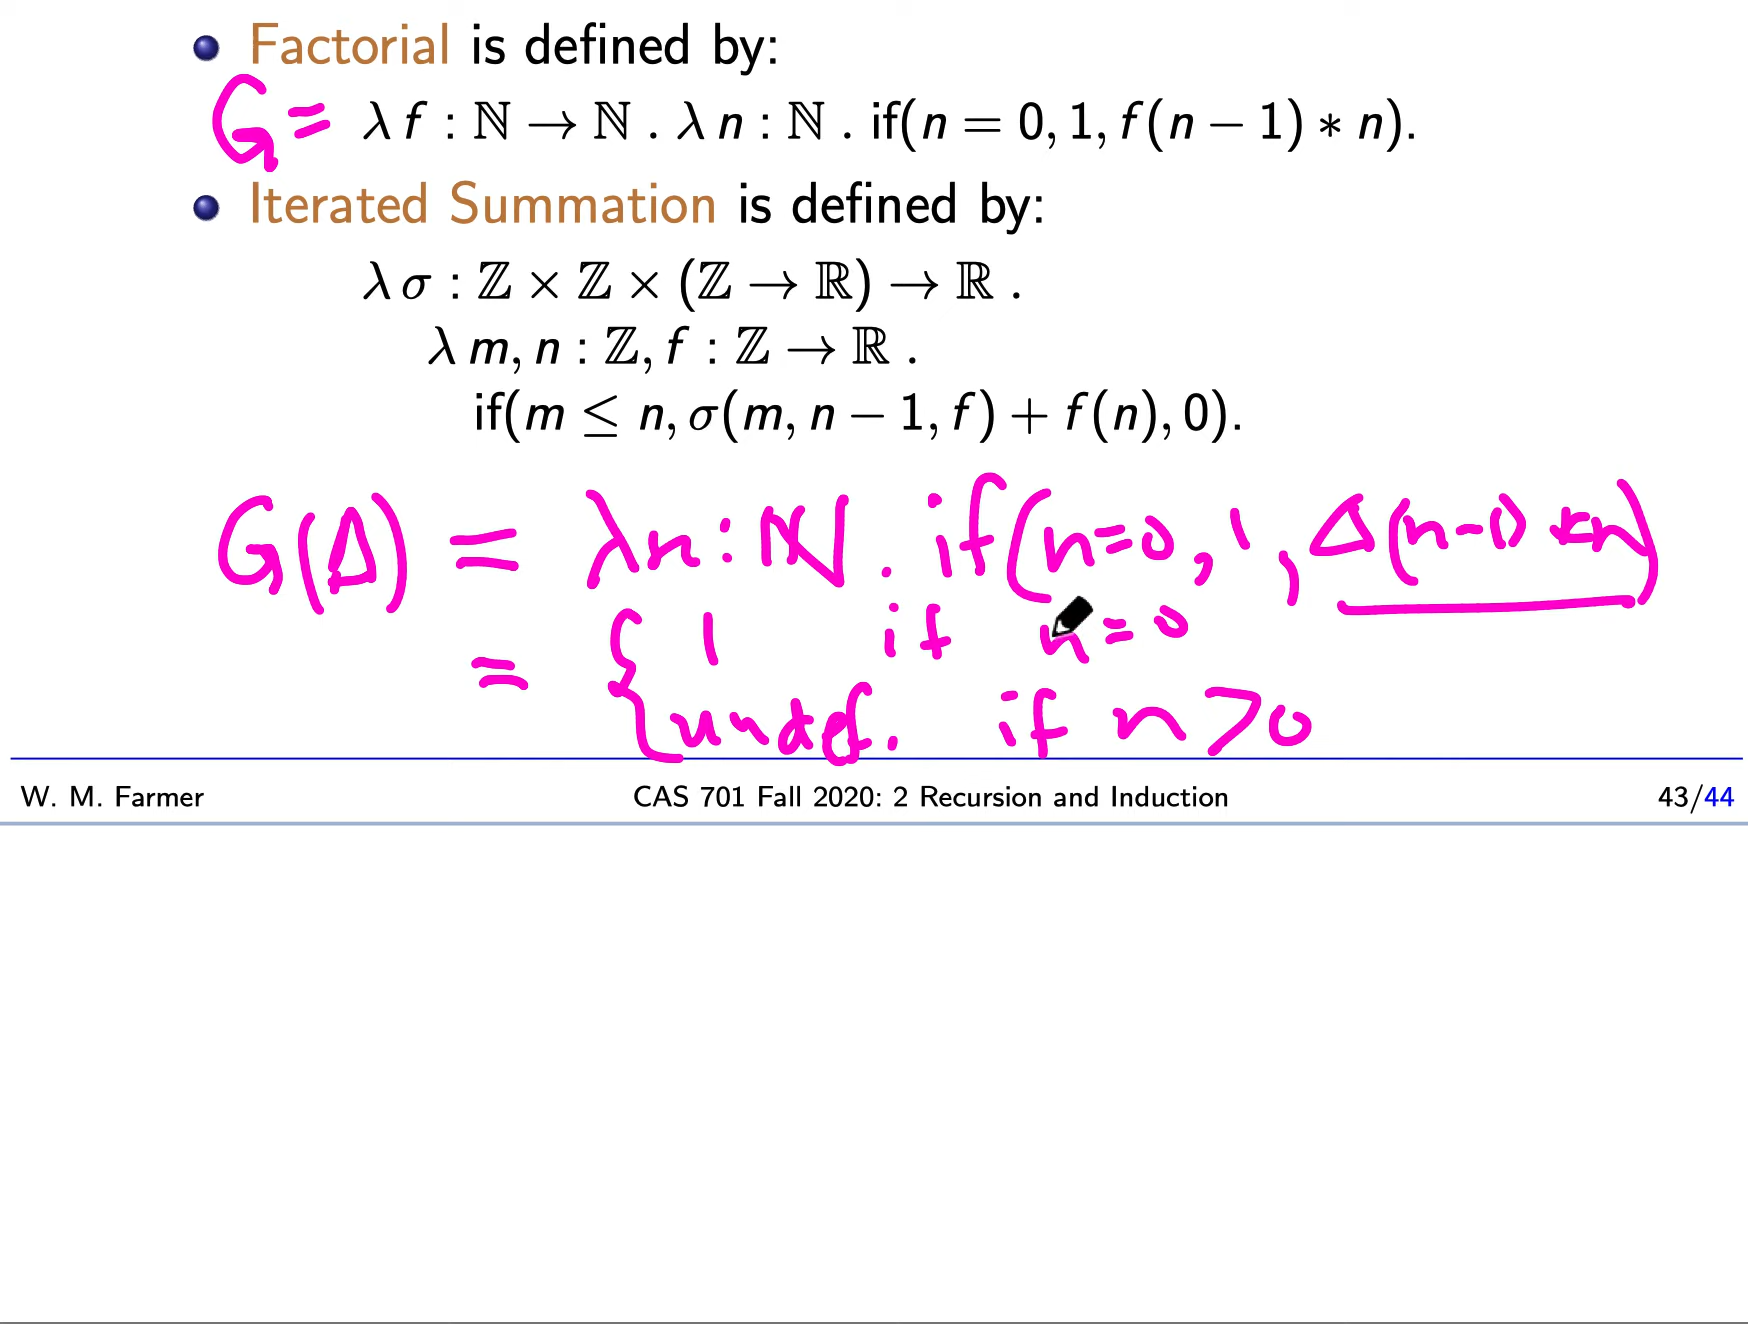 Factorial is defined by:
G = λ f : ℕ → ℕ . λ n : ℕ . if(n = 0, 1, f(n − 1) * n).
Iterated Summation is defined by:
λ σ : ℤ × ℤ × (ℤ → ℝ) → ℝ .
λ m, n : ℤ, f : ℤ → ℝ .
if(m ≤ n, σ(m, n − 1, f) + f(n), 0).
G(Δ) = λn : ℕ . if(n=0, 1, Δ(n-1) * n)
= { 1 if n=0
undef. if n>0
W. M. Farmer CAS 701 Fall 2020: 2 Recursion and Induction 43/44